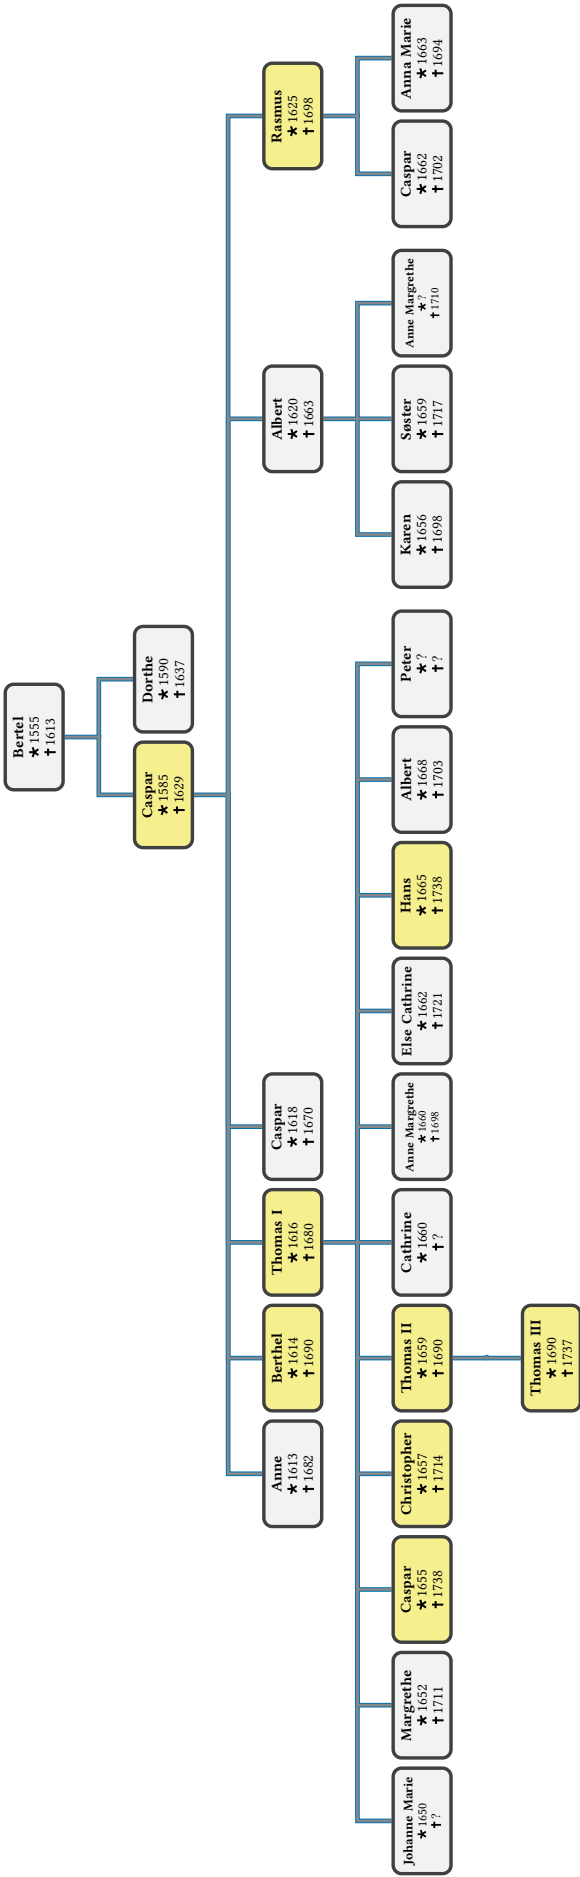 Bertel
★1555
✝1613
Caspar
★1585
✝1629
Dorthe
★1590
✝1637
Anne
★1613
✝1682
Berthel
★1614
✝1690
Thomas I
★1616
✝1680
Caspar
★1618
✝1670
Albert
★1620
✝1663
Rasmus
★1625
✝1698
Johanne Marie
★1650
✝?
Margrethe
★1652
✝1711
Caspar
★1655
✝1738
Christopher
★1657
✝1714
Thomas II
★1659
✝1690
Cathrine
★1660
✝?
Anne Margrethe
★1660
✝1698
Else Cathrine
★1662
✝1721
Hans
★1665
✝1738
Albert
★1668
✝1703
Peter
★?
✝?
Karen
★1656
✝1698
Søster
★1659
✝1717
Anne Margrethe
★?
✝1710
Caspar
★1662
✝1702
Anna Marie
★1663
✝1694
Thomas III
★1690
✝1737